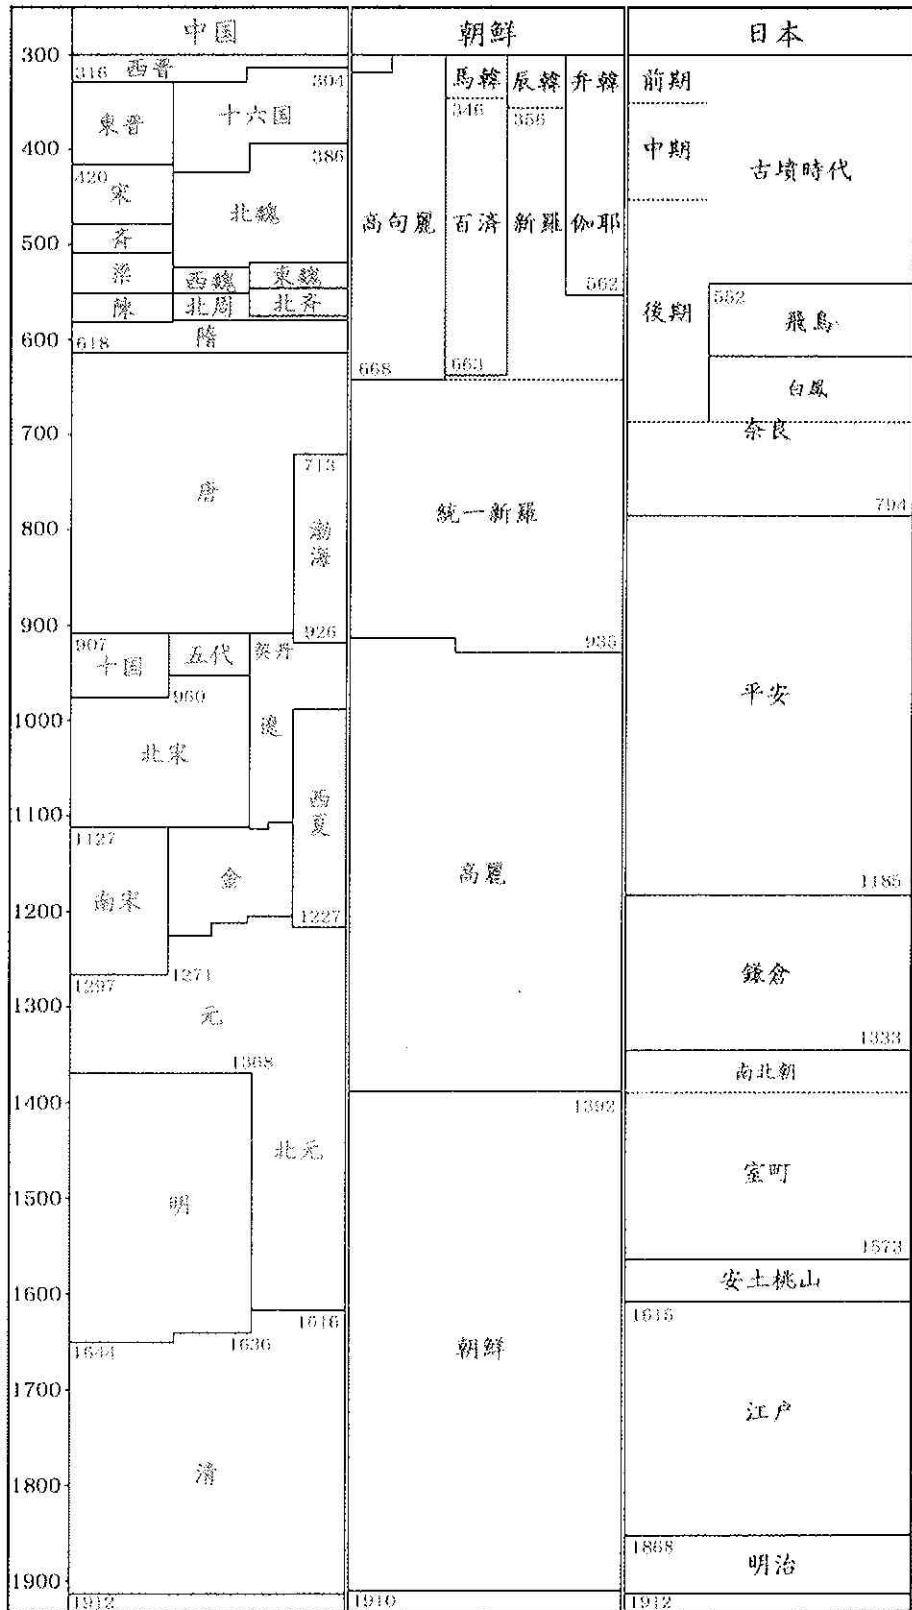 中国 朝鮮 日本
300
316 西晋 304 馬韓 辰韓 弁韓 前期
東晋 十六国 346 356
400 386 中期 古墳時代
420
宋 北魏 高句麗 百済 新羅 伽耶
500 斉
梁 西魏 東魏 562 552
陳 北周 北斉 後期 飛鳥
600 618 隋
668 663 白鳳
700 奈良
713
唐 統一新羅 794
800 渤海
900 926 935
907 十国 五代 契丹
960 平安
1000 遼
北宋 西夏
1100
1127 金 高麗 1185
南宋
1200 1227
1271 鎌倉
1297
1300 元 1333
1368 南北朝
1400 1392
北元 室町
1500 明
1573
安土桃山
1600 1616 1615
1644 1636 朝鮮
1700 江戸
清
1800
1868
明治
1900
1912 1910 1912